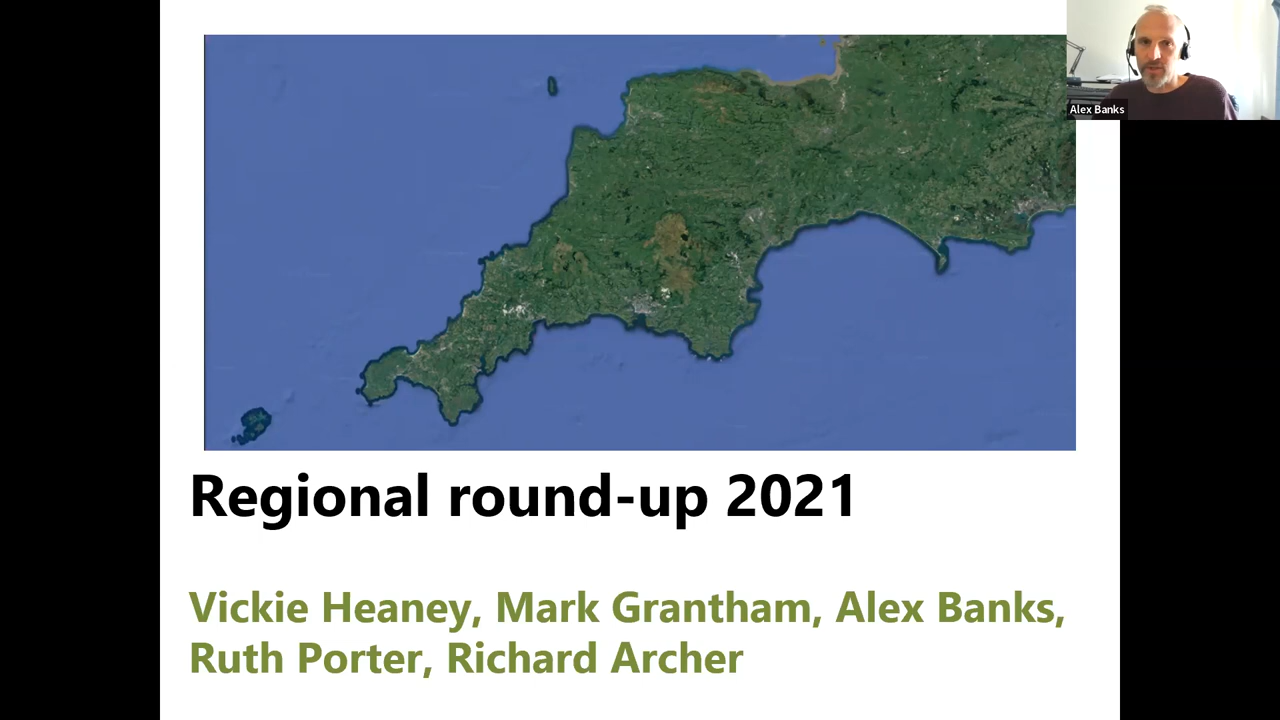 Alex Banks
Regional round-up 2021
Vickie Heaney, Mark Grantham, Alex Banks,
Ruth Porter, Richard Archer